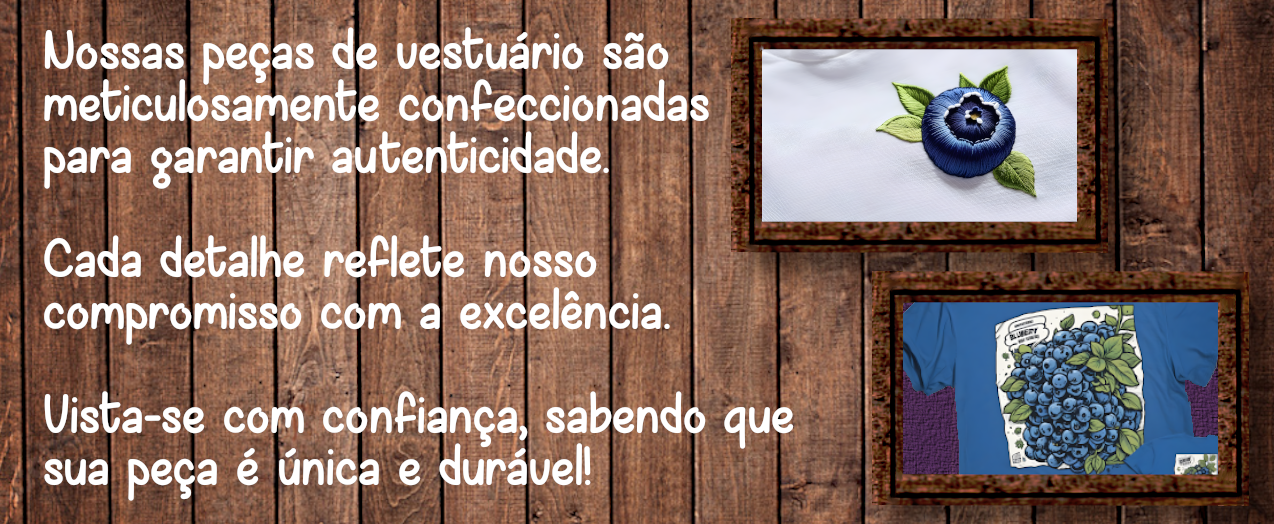 Nossas peças de vestuário são
meticulosamente confeccionadas
para garantir autenticidade.
Cada detalhe reflete nosso
compromisso com a excelência.
Vista-se com confiança, sabendo que
sua peça é única e durável!